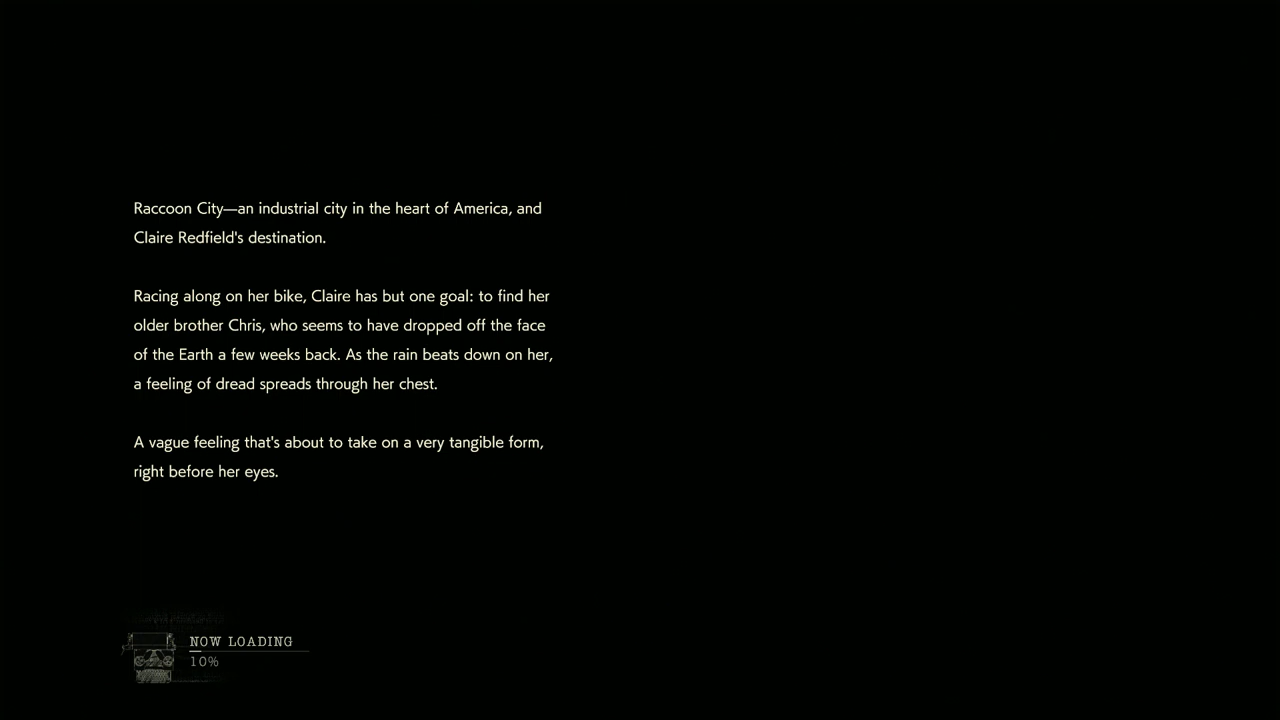 Raccoon City—an industrial city in the heart of America, and
Claire Redfield's destination.
Racing along on her bike, Claire has but one goal: to find her
older brother Chris, who seems to have dropped off the face
of the Earth a few weeks back. As the rain beats down on her,
a feeling of dread spreads through her chest.
A vague feeling that's about to take on a very tangible form,
right before her eyes.
NOW LOADING
10%